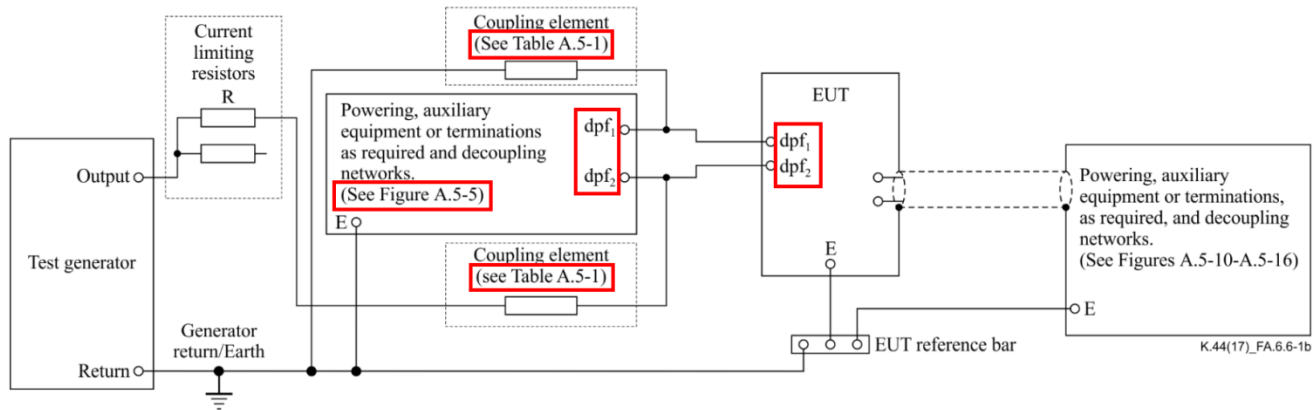 Current
limiting
resistors
R
Coupling element
(See Table A.5-1)
Powering, auxiliary
equipment or terminations
as required and decoupling
networks.
(See Figure A.5-5)
dpf₁
dpf₂
E
Coupling element
(see Table A.5-1)
EUT
dpf₁
dpf₂
E
Powering, auxiliary
equipment or terminations,
as required, and decoupling
networks.
(See Figures A.5-10-A.5-16)
E
Output
Test generator
Return
Generator
return/Earth
EUT reference bar
K.44(17)_FA.6.6-1b